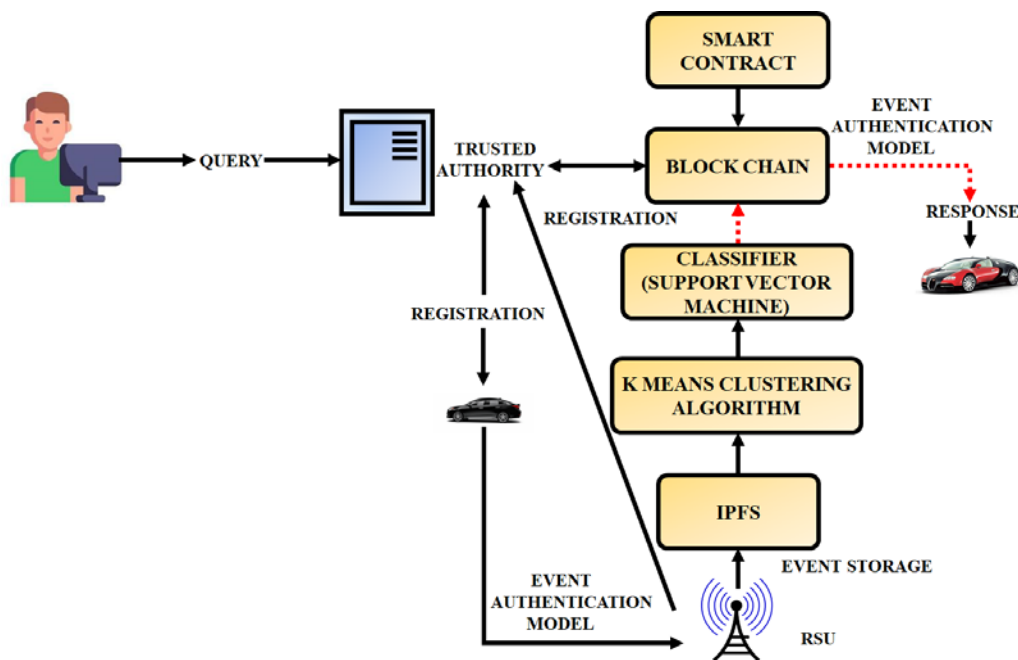 SMART
CONTRACT
EVENT
AUTHENTICATION
MODEL
QUERY
TRUSTED
AUTHORITY
BLOCK CHAIN
REGISTRATION
RESPONSE
CLASSIFIER
(SUPPORT VECTOR
MACHINE)
REGISTRATION
K MEANS CLUSTERING
ALGORITHM
IPFS
EVENT STORAGE
EVENT
AUTHENTICATION
MODEL
RSU